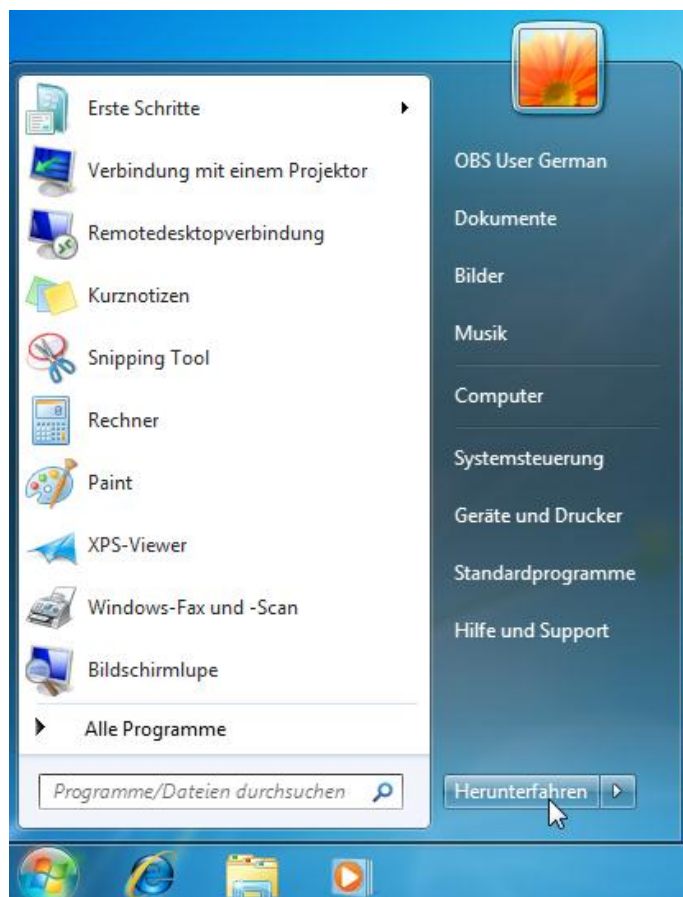 Erste Schritte
Verbindung mit einem Projektor
Remotedesktopverbindung
Kurznotizen
Snipping Tool
Rechner
Paint
XPS-Viewer
Windows-Fax und -Scan
Bildschirmlupe
Alle Programme
Programme/Dateien durchsuchen
OBS User German
Dokumente
Bilder
Musik
Computer
Systemsteuerung
Geräte und Drucker
Standardprogramme
Hilfe und Support
Herunterfahren